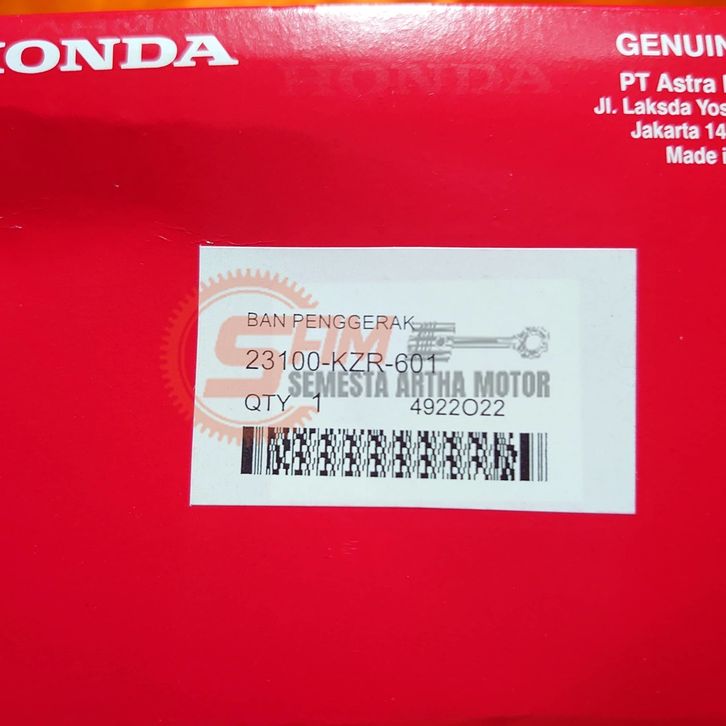 HONDA
GENUIN
PT Astra
Jl. Laksda Yos
Jakarta 14
Made i
HONDA
BAN PENGGERAK
23100-KZR-601
SEMESTA ARTHA MOTOR
QTY 1 4922O22